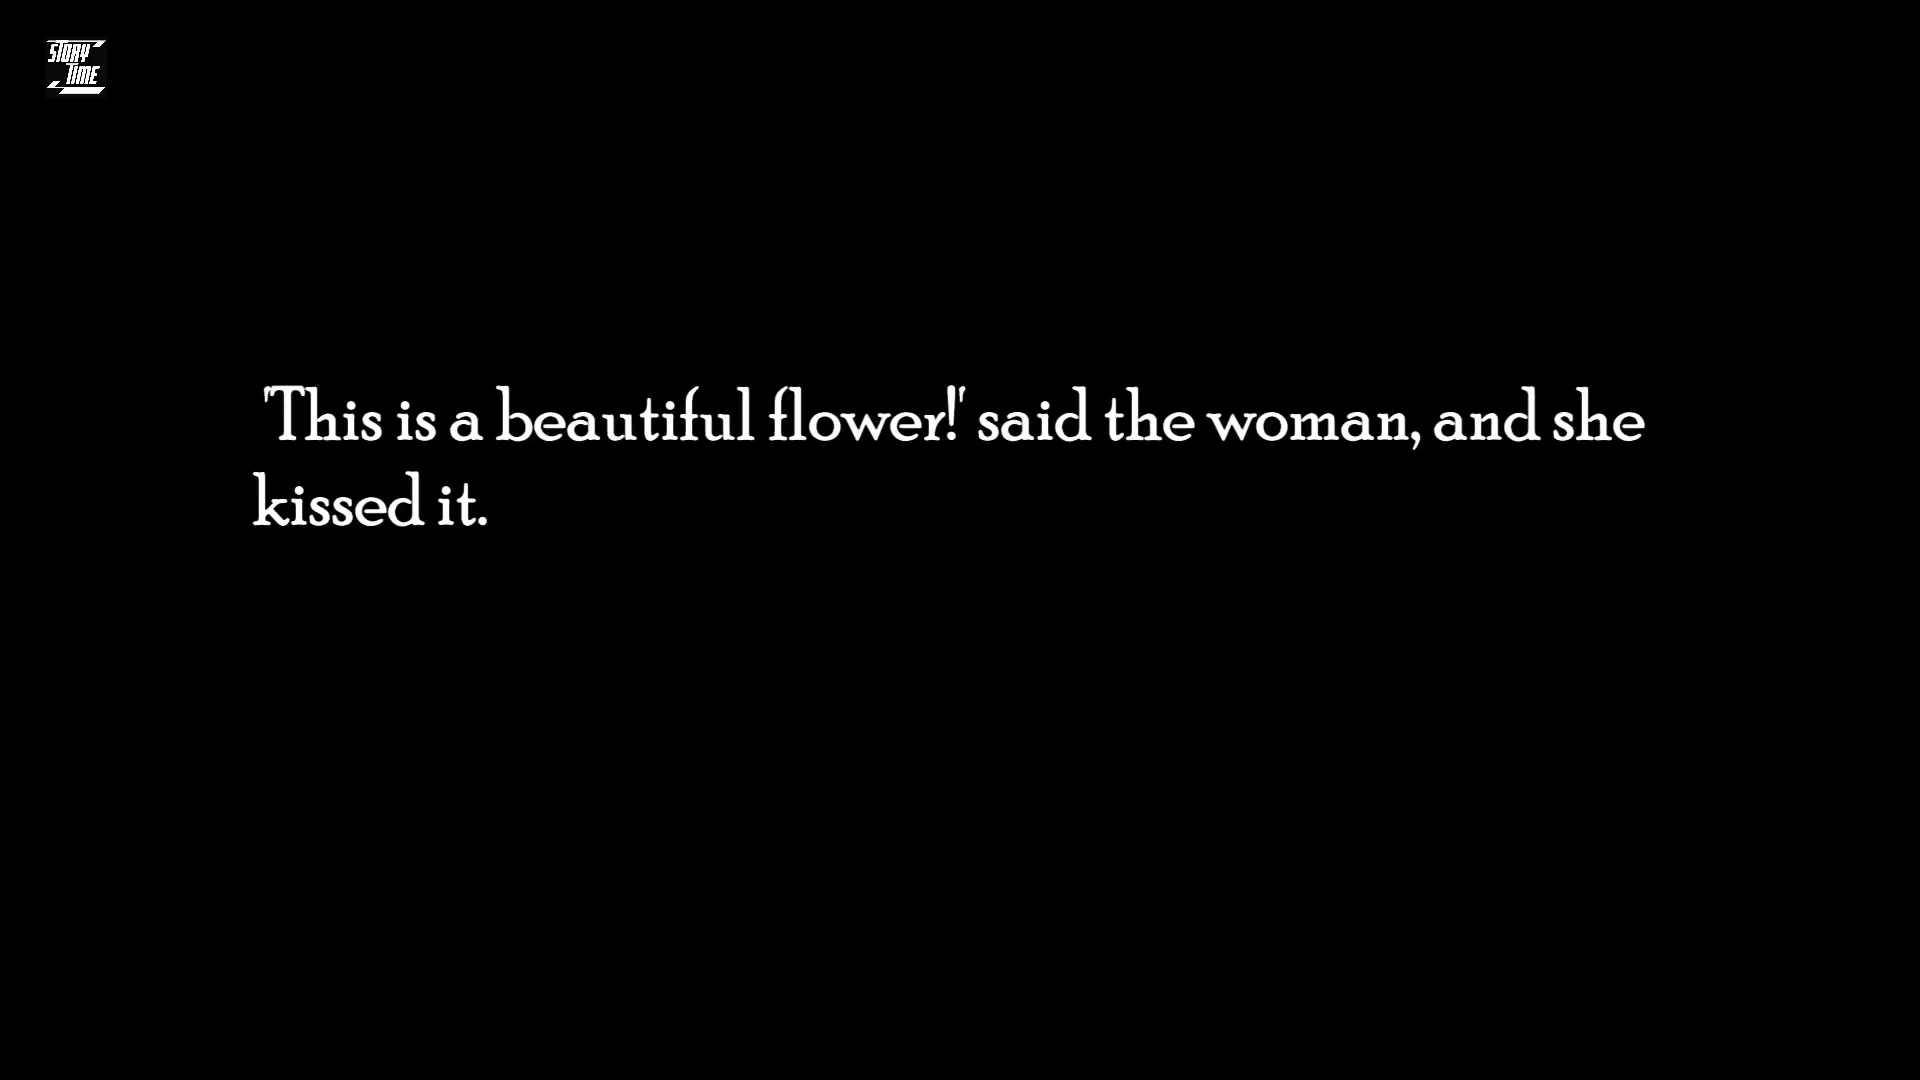 STORY
TIME
'This is a beautiful flower!' said the woman, and she
kissed it.